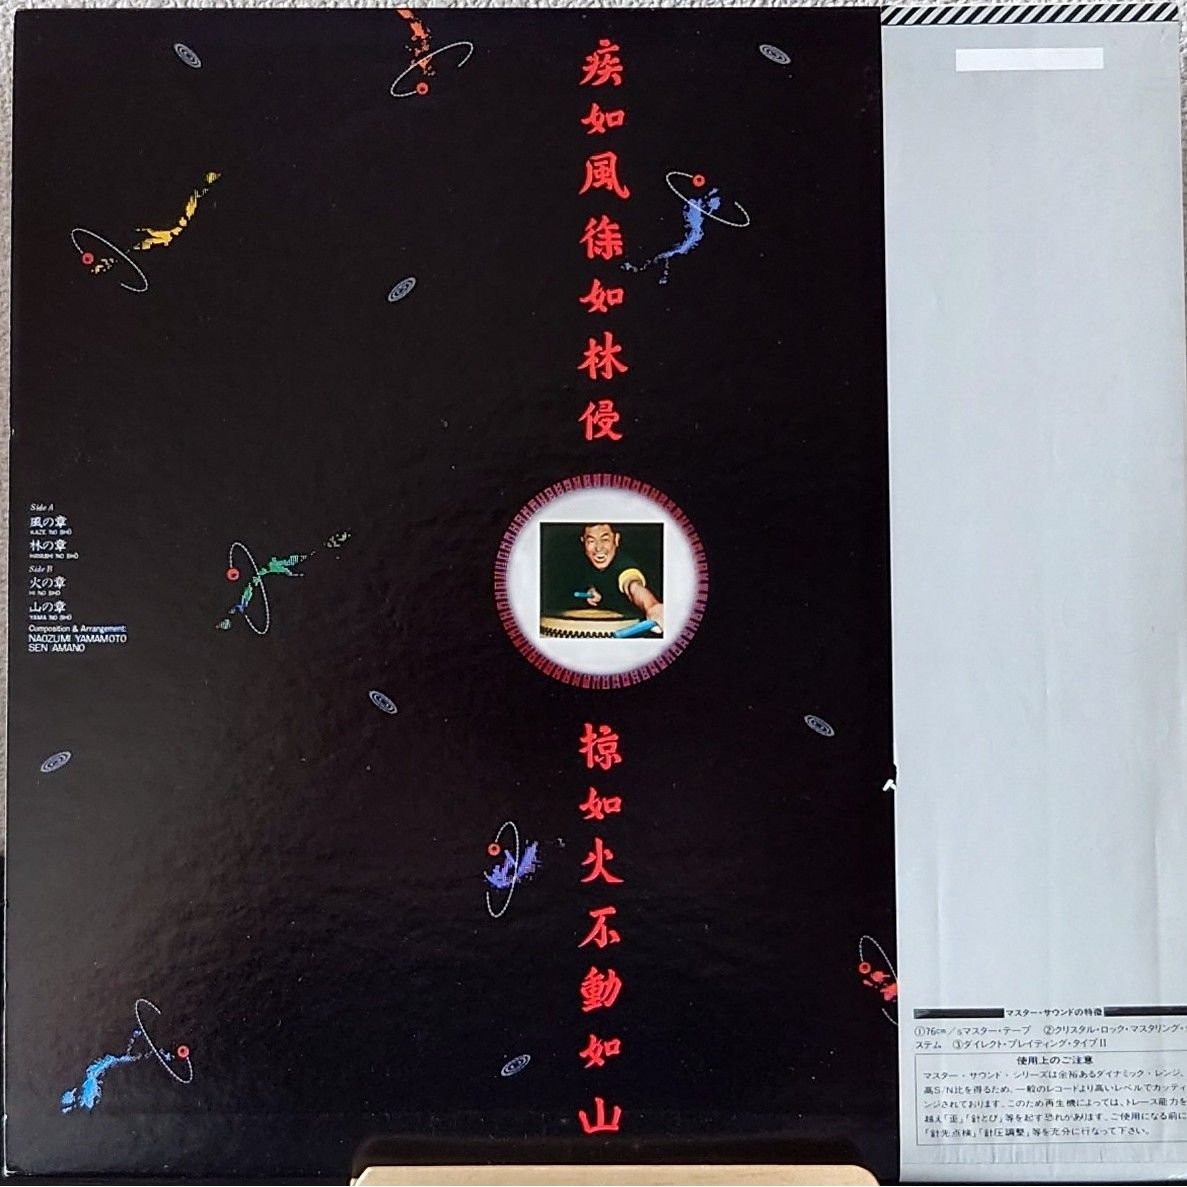 疾如風徐如林侵
掠如火不動如山
Side A
風の章
KAZE NO SHŌ
林の章
HAYASHI NO SHŌ
Side B
火の章
HI NO SHŌ
山の章
YAMA NO SHŌ
Composition & Arrangement:
NAOZUMI YAMAMOTO
SEN AMANO
マスター・サウンドの特徴
①76cm/sマスター・テープ ②クリスタル・ロック・マスタリング・
ステム ③ダイレクト・プレイティング・タイプII
使用上のご注意
マスター・サウンド・シリーズは余裕あるダイナミック・レンジ、
高S/N比を得るため、一般のレコードより高いレベルでカッティ
ングされております。このため再生機によっては、トレース能力を
越え「歪」「針とび」等を起す恐れがあります。ご使用になる前に
「針先点検」「針圧調整」等を充分に行なって下さい。